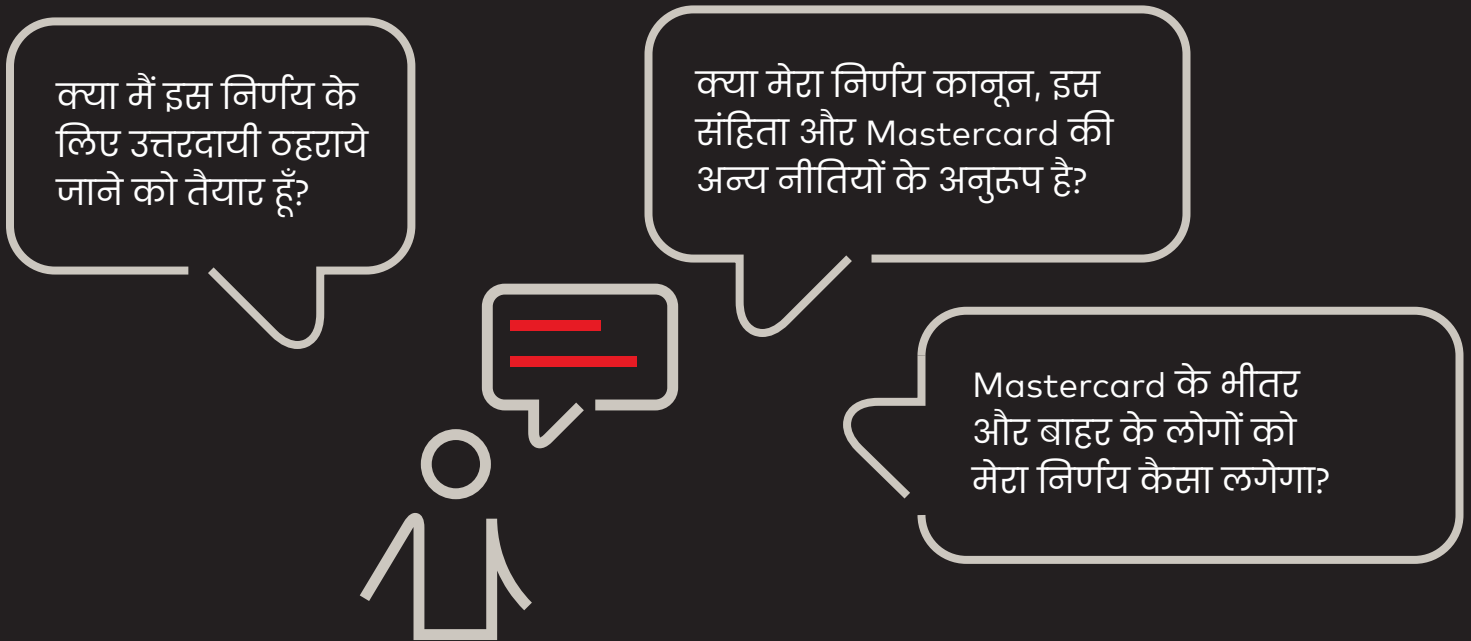 क्या मैं इस निर्णय के
लिए उत्तरदायी ठहराये
जाने को तैयार हूँ?
क्या मेरा निर्णय कानून, इस
संहिता और Mastercard की
अन्य नीतियों के अनुरूप है?
Mastercard के भीतर
और बाहर के लोगों को
मेरा निर्णय कैसा लगेगा?